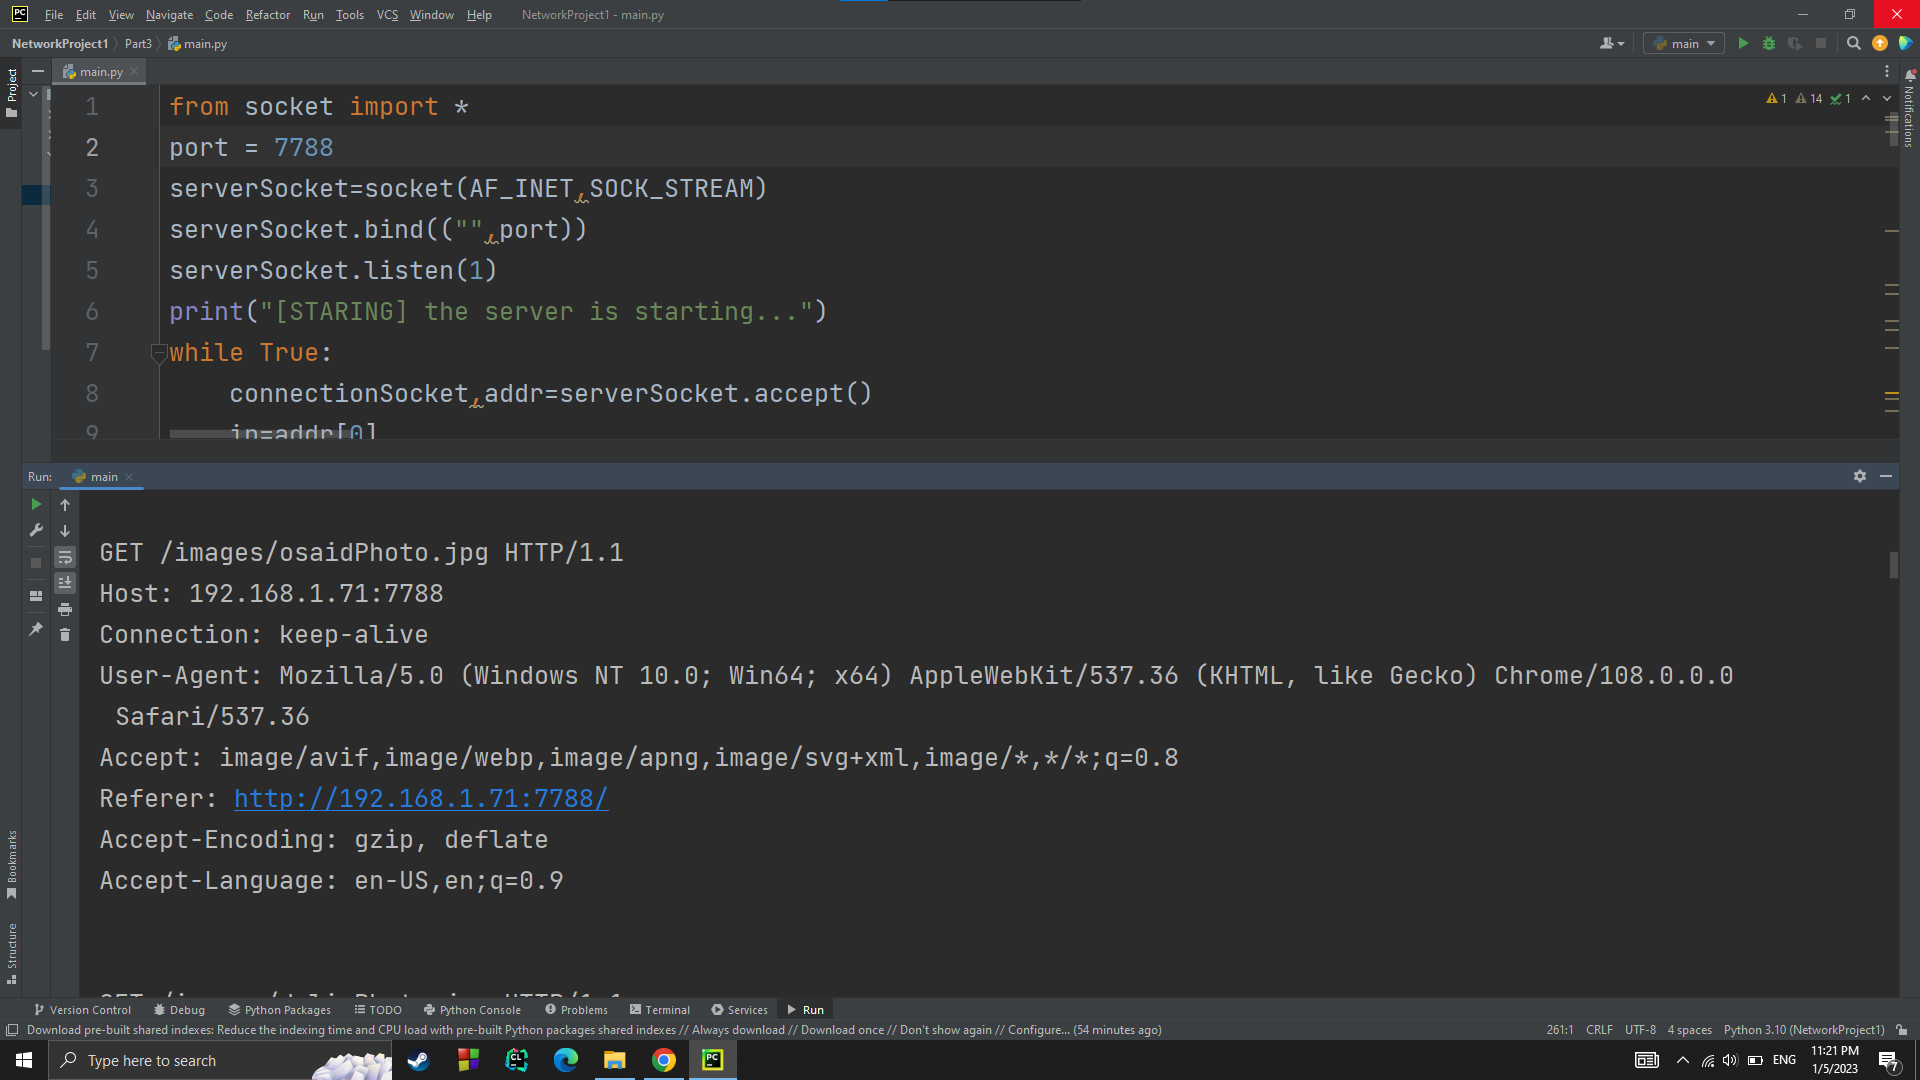 PC File Edit View Navigate Code Refactor Run Tools VCS Window Help NetworkProject1 - main.py
NetworkProject1 Part3 main.py main
Project
main.py
Notifications
1 14 1
1 from socket import *
2 port = 7788
3 serverSocket=socket(AF_INET,SOCK_STREAM)
4 serverSocket.bind(("",port))
5 serverSocket.listen(1)
6 print("[STARING] the server is starting...")
7 while True:
8 connectionSocket,addr=serverSocket.accept()
9 ip=addr[0]
Run: main
GET /images/osaidPhoto.jpg HTTP/1.1
Host: 192.168.1.71:7788
Connection: keep-alive
User-Agent: Mozilla/5.0 (Windows NT 10.0; Win64; x64) AppleWebKit/537.36 (KHTML, like Gecko) Chrome/108.0.0.0
Safari/537.36
Accept: image/avif,image/webp,image/apng,image/svg+xml,image/*,*/*;q=0.8
Referer: http://192.168.1.71:7788/
Accept-Encoding: gzip, deflate
Accept-Language: en-US,en;q=0.9
Bookmarks
Structure
Version Control Debug Python Packages TODO Python Console Problems Terminal Services Run
Download pre-built shared indexes: Reduce the indexing time and CPU load with pre-built Python packages shared indexes // Always download // Download once // Don't show again // Configure... (54 minutes ago) 261:1 CRLF UTF-8 4 spaces Python 3.10 (NetworkProject1)
Type here to search CL PC ENG 11:21 PM
1/5/2023 7